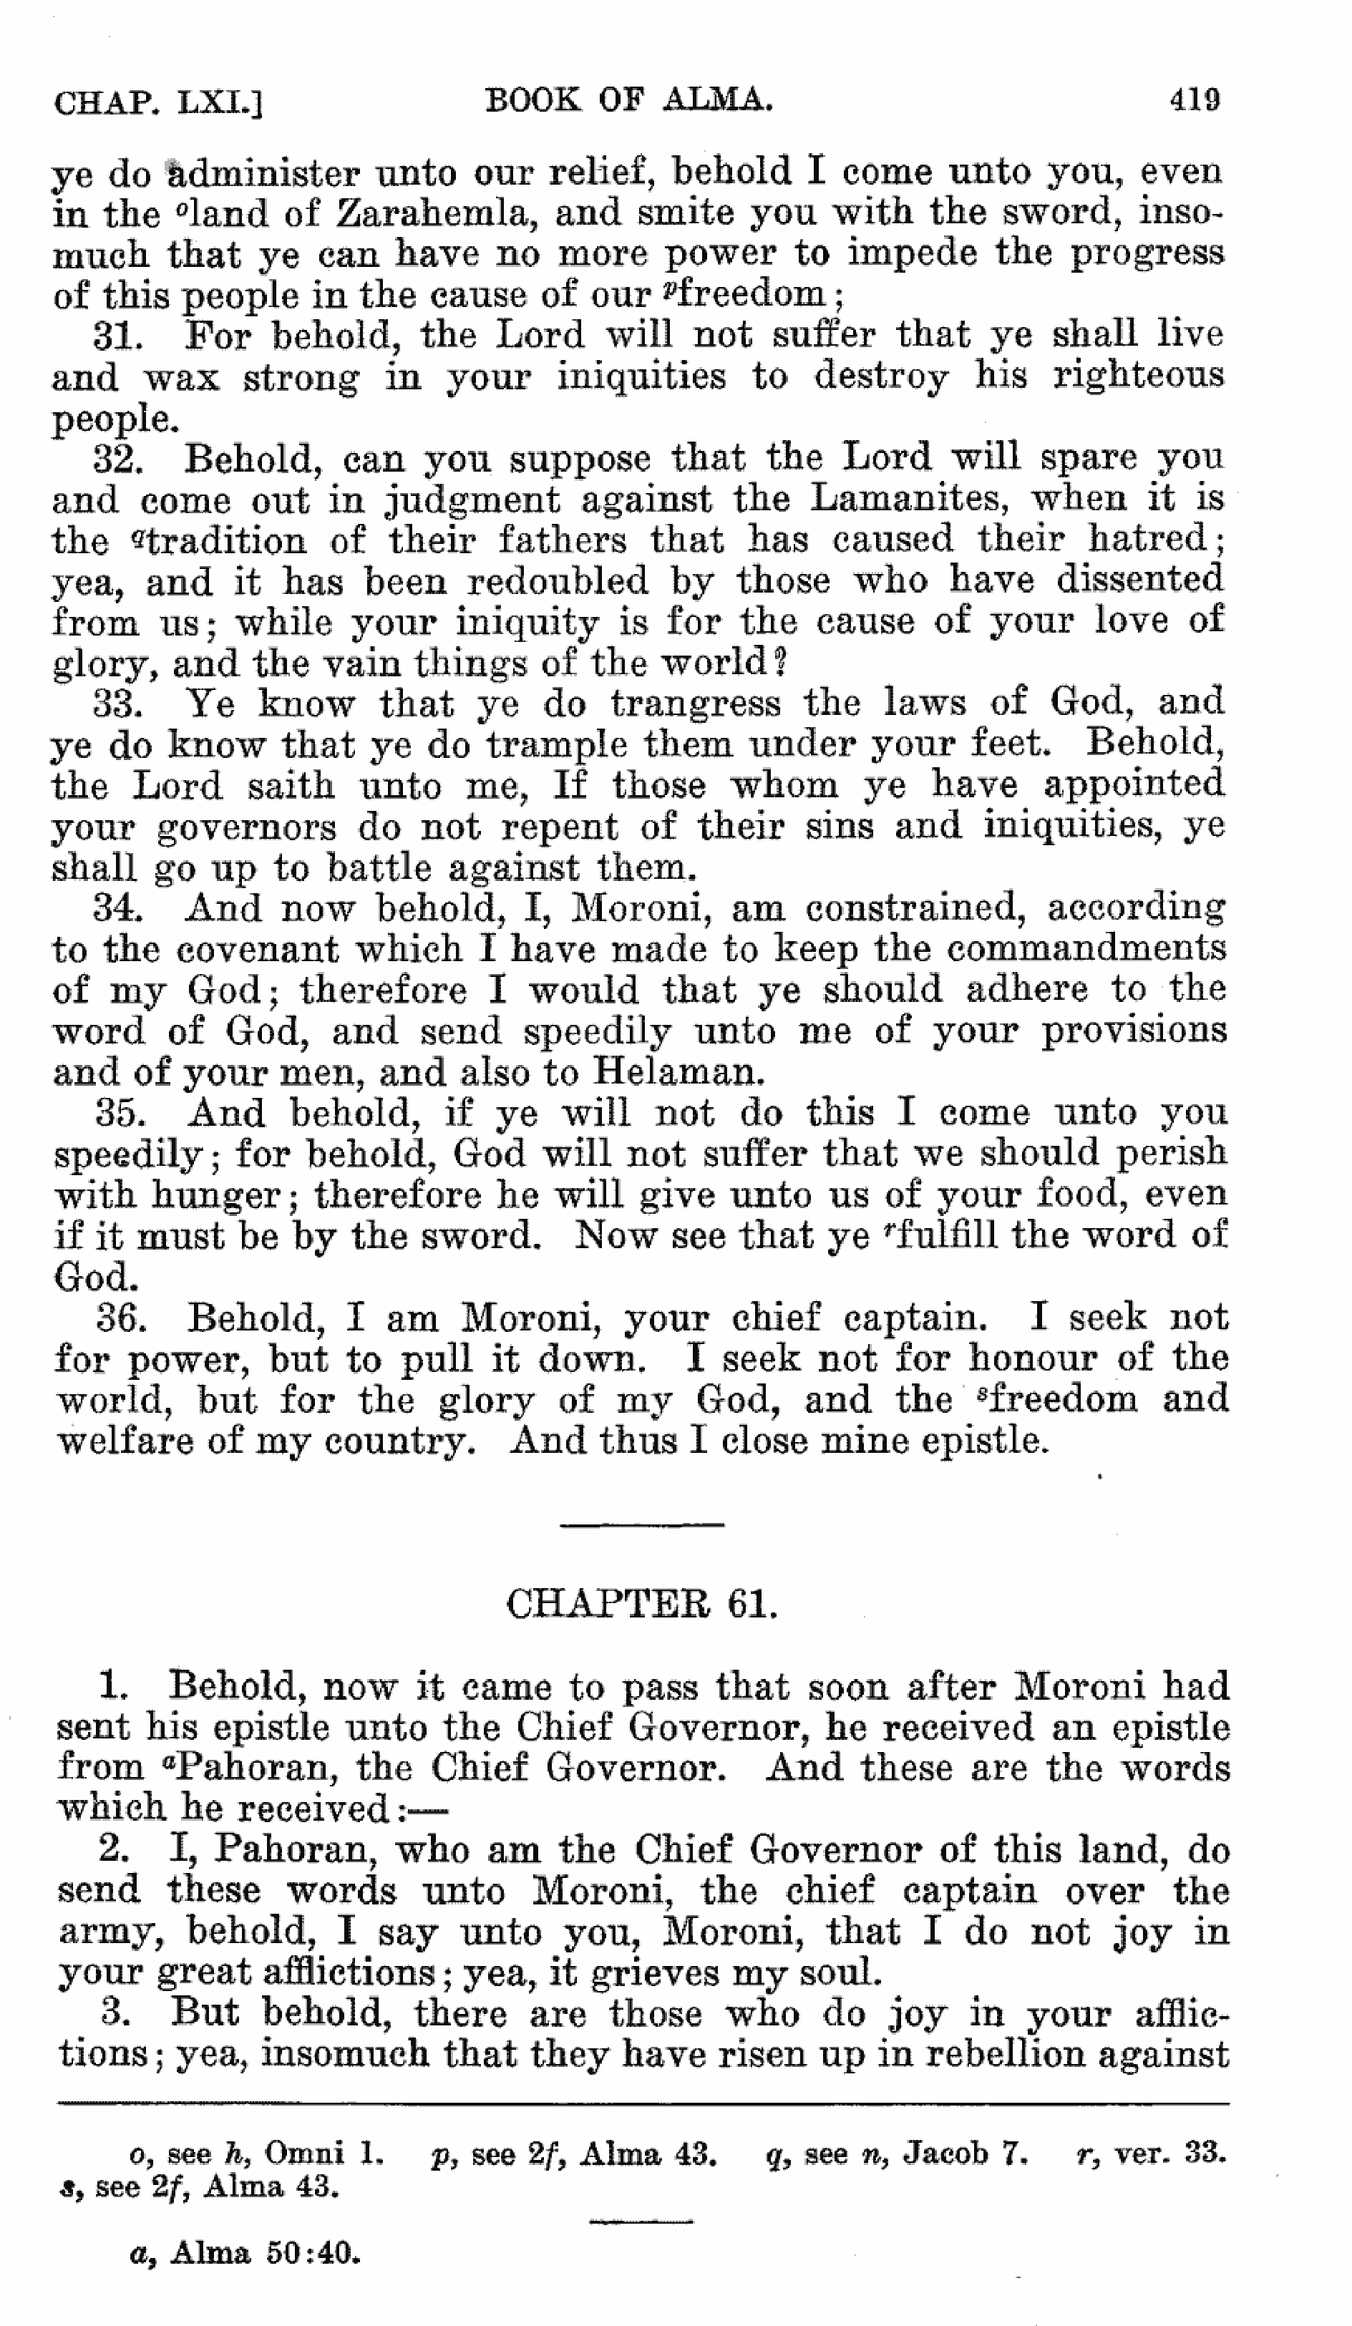 CHAP. LXI.] BOOK OF ALMA. 419
ye do administer unto our relief, behold I come unto you, even
in the °land of Zarahemla, and smite you with the sword, inso-
much that ye can have no more power to impede the progress
of this people in the cause of our ᵖfreedom;
31. For behold, the Lord will not suffer that ye shall live
and wax strong in your iniquities to destroy his righteous
people.
32. Behold, can you suppose that the Lord will spare you
and come out in judgment against the Lamanites, when it is
the qtradition of their fathers that has caused their hatred;
yea, and it has been redoubled by those who have dissented
from us; while your iniquity is for the cause of your love of
glory, and the vain things of the world?
33. Ye know that ye do trangress the laws of God, and
ye do know that ye do trample them under your feet. Behold,
the Lord saith unto me, If those whom ye have appointed
your governors do not repent of their sins and iniquities, ye
shall go up to battle against them.
34. And now behold, I, Moroni, am constrained, according
to the covenant which I have made to keep the commandments
of my God; therefore I would that ye should adhere to the
word of God, and send speedily unto me of your provisions
and of your men, and also to Helaman.
35. And behold, if ye will not do this I come unto you
speedily; for behold, God will not suffer that we should perish
with hunger; therefore he will give unto us of your food, even
if it must be by the sword. Now see that ye ʳfulfill the word of
God.
36. Behold, I am Moroni, your chief captain. I seek not
for power, but to pull it down. I seek not for honour of the
world, but for the glory of my God, and the ˢfreedom and
welfare of my country. And thus I close mine epistle.
CHAPTER 61.
1. Behold, now it came to pass that soon after Moroni had
sent his epistle unto the Chief Governor, he received an epistle
from ᵃPahoran, the Chief Governor. And these are the words
which he received:—
2. I, Pahoran, who am the Chief Governor of this land, do
send these words unto Moroni, the chief captain over the
army, behold, I say unto you, Moroni, that I do not joy in
your great afflictions; yea, it grieves my soul.
3. But behold, there are those who do joy in your afflic-
tions; yea, insomuch that they have risen up in rebellion against
o, see h, Omni 1. p, see 2f, Alma 43. q, see n, Jacob 7. r, ver. 33.
s, see 2f, Alma 43.
a, Alma 50:40.